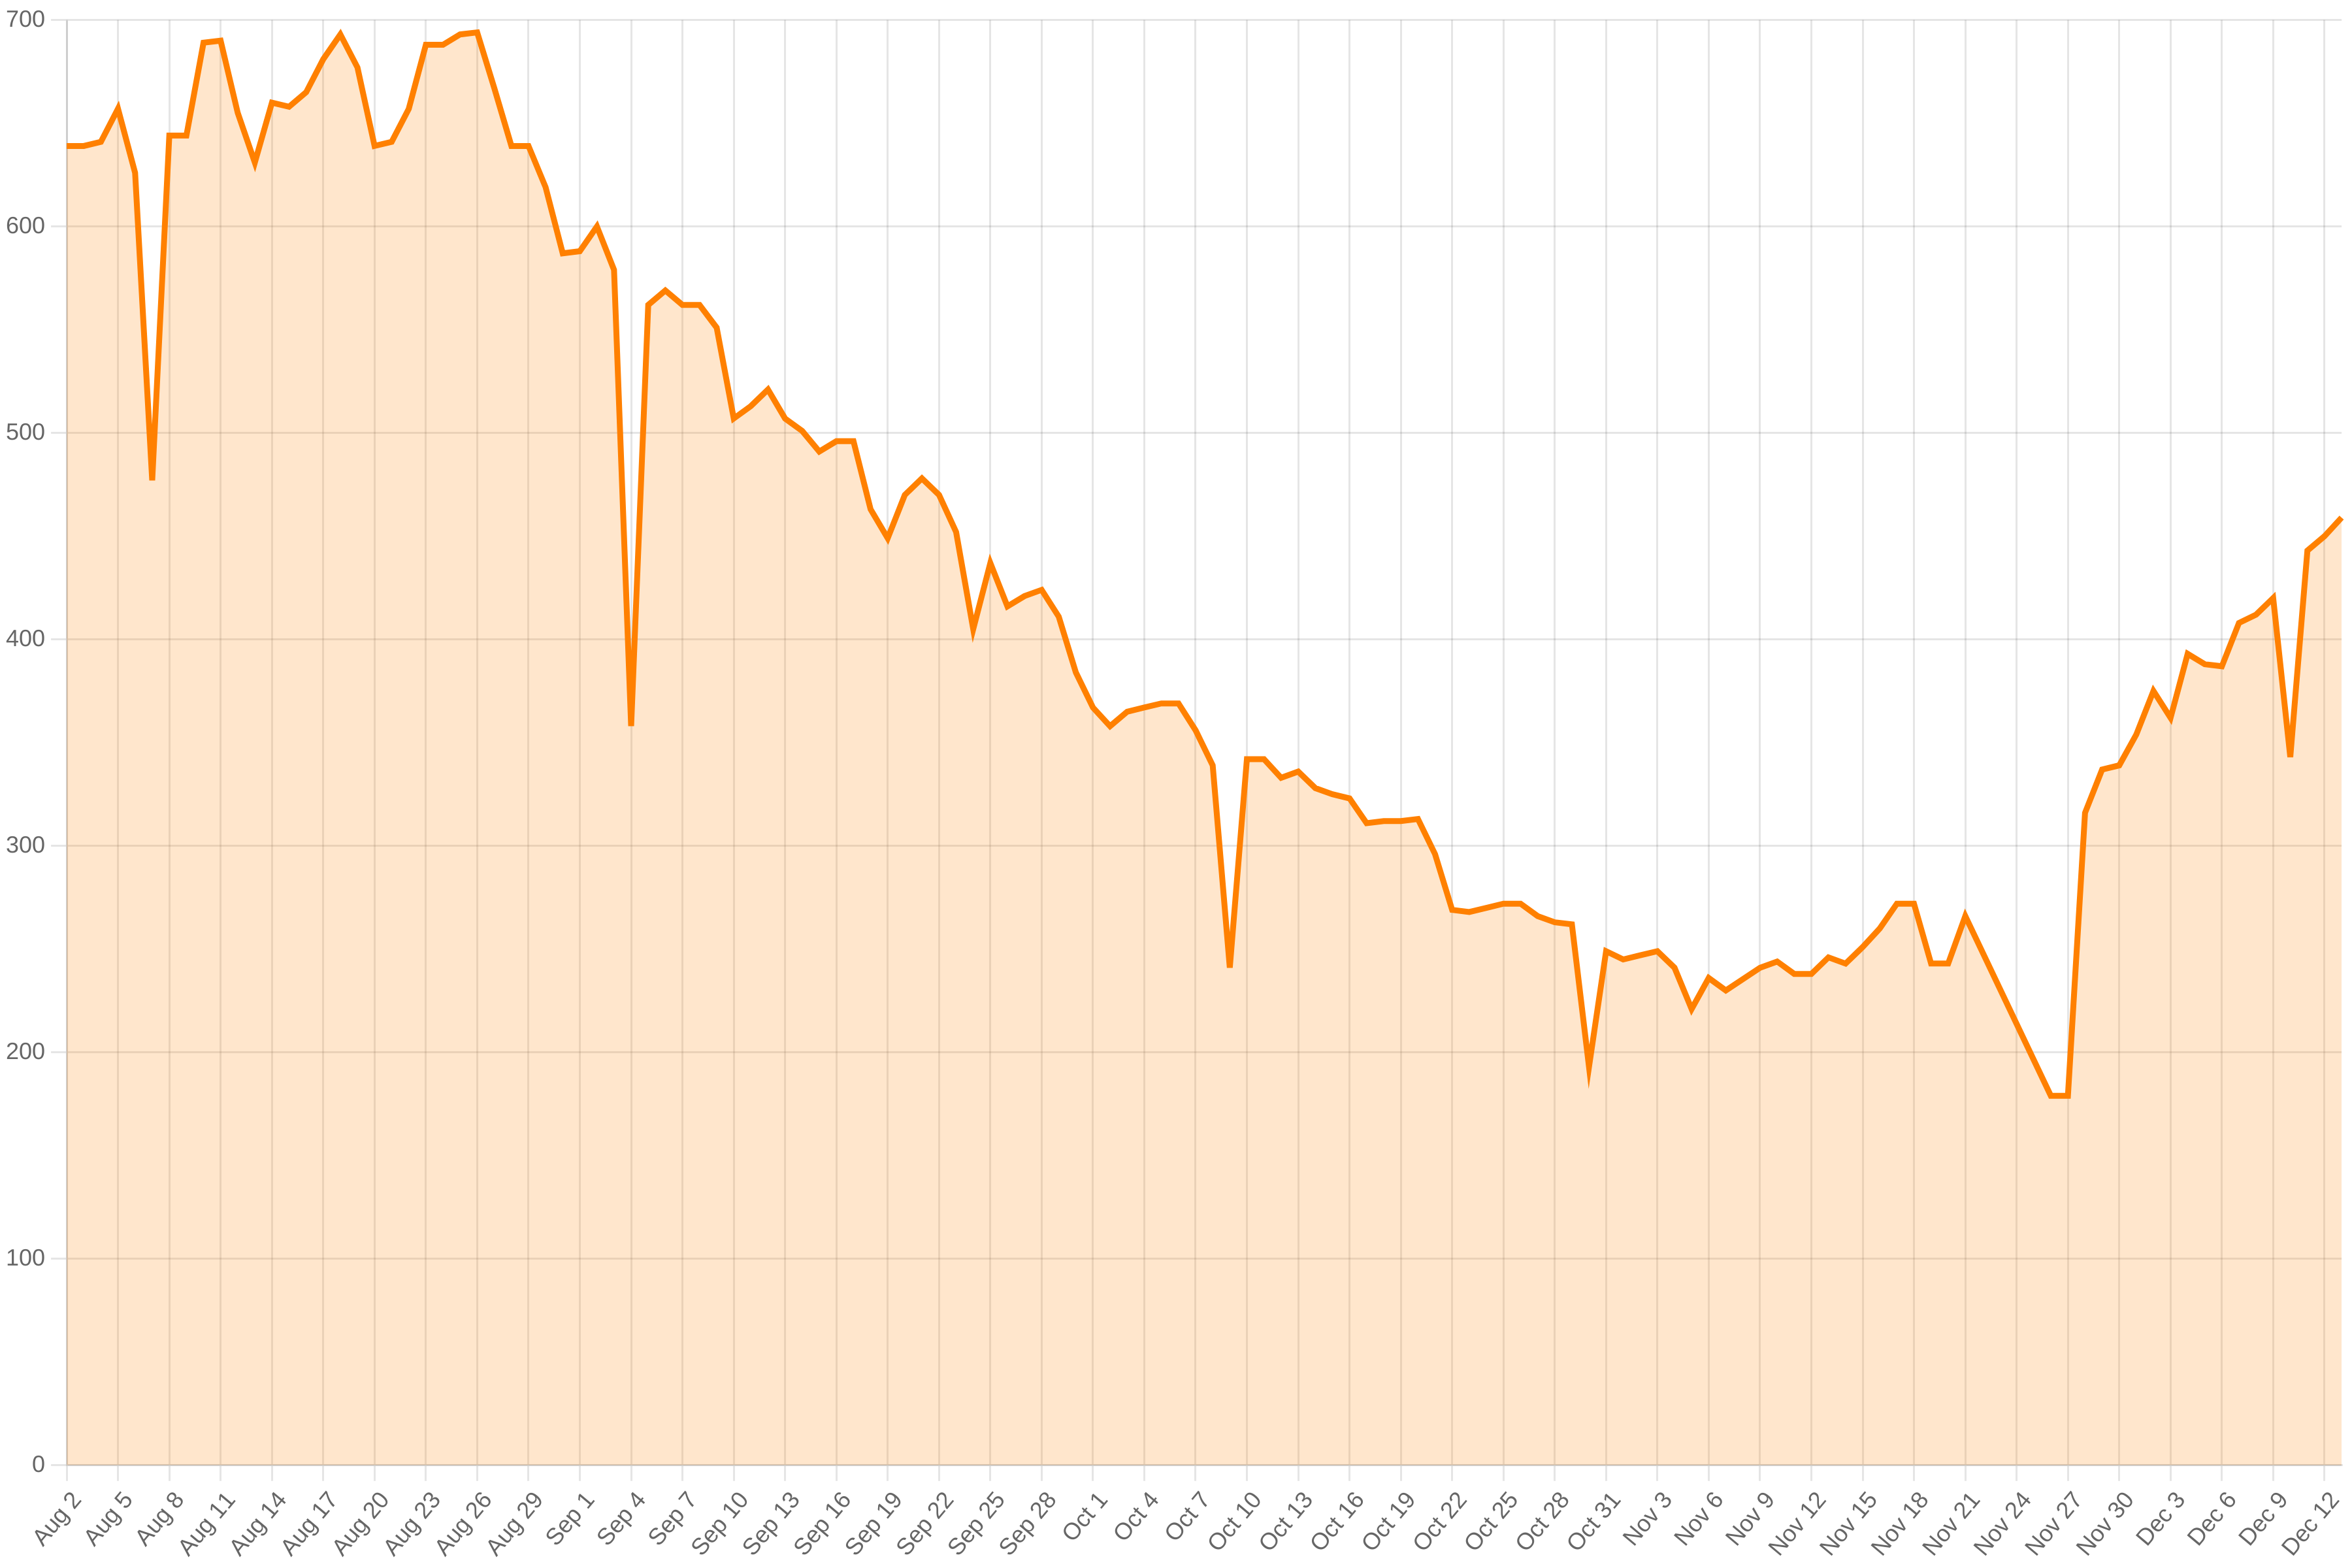 700
600
500
400
300
200
100
0
Aug 2
Aug 5
Aug 8
Aug 11
Aug 14
Aug 17
Aug 20
Aug 23
Aug 26
Aug 29
Sep 1
Sep 4
Sep 7
Sep 10
Sep 13
Sep 16
Sep 19
Sep 22
Sep 25
Sep 28
Oct 1
Oct 4
Oct 7
Oct 10
Oct 13
Oct 16
Oct 19
Oct 22
Oct 25
Oct 28
Oct 31
Nov 3
Nov 6
Nov 9
Nov 12
Nov 15
Nov 18
Nov 21
Nov 24
Nov 27
Nov 30
Dec 3
Dec 6
Dec 9
Dec 12